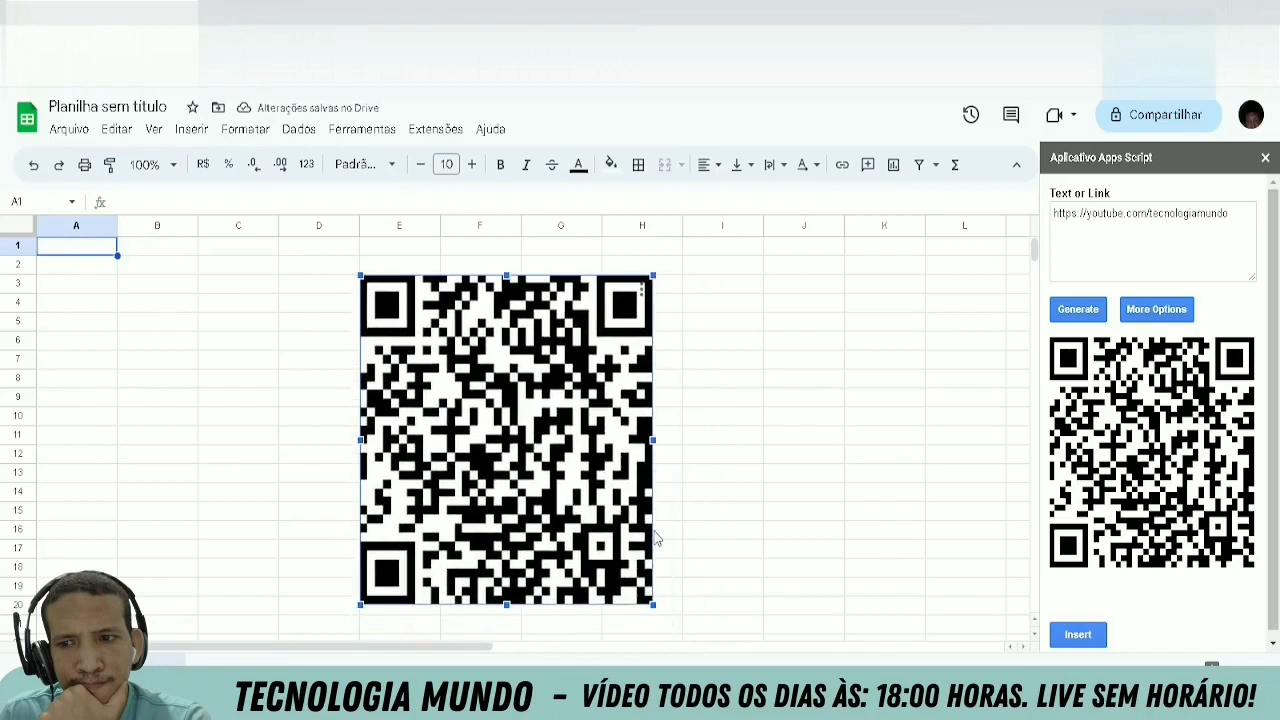 Planilha sem título
Alterações salvas no Drive
Arquivo Editar Ver Inserir Formatar Dados Ferramentas Extensões Ajuda
Compartilhar
100% R$ % .0 .00 123 Padrã... 10 B I S A Σ
A1 fx
A B C D E F G H I J K L
1
2
3
4
5
6
7
8
9
10
11
12
13
14
15
16
17
18
19
20
Aplicativo Apps Script
Text or Link
https://youtube.com/tecnologiamundo
Generate More Options
Insert
TECNOLOGIA MUNDO - VÍDEO TODOS OS DIAS ÀS: 18:00 HORAS. LIVE SEM HORÁRIO!